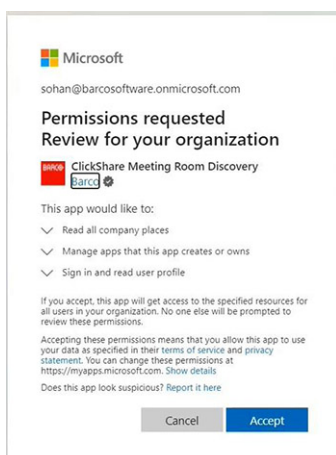 Microsoft
sohan@barcosoftware.onmicrosoft.com
Permissions requested
Review for your organization
BARCO
ClickShare Meeting Room Discovery
Barco
This app would like to:
Read all company places
Manage apps that this app creates or owns
Sign in and read user profile
If you accept, this app will get access to the specified resources for
all users in your organization. No one else will be prompted to
review these permissions.
Accepting these permissions means that you allow this app to use
your data as specified in their terms of service and privacy
statement. You can change these permissions at
https://myapps.microsoft.com. Show details
Does this app look suspicious? Report it here
Cancel
Accept